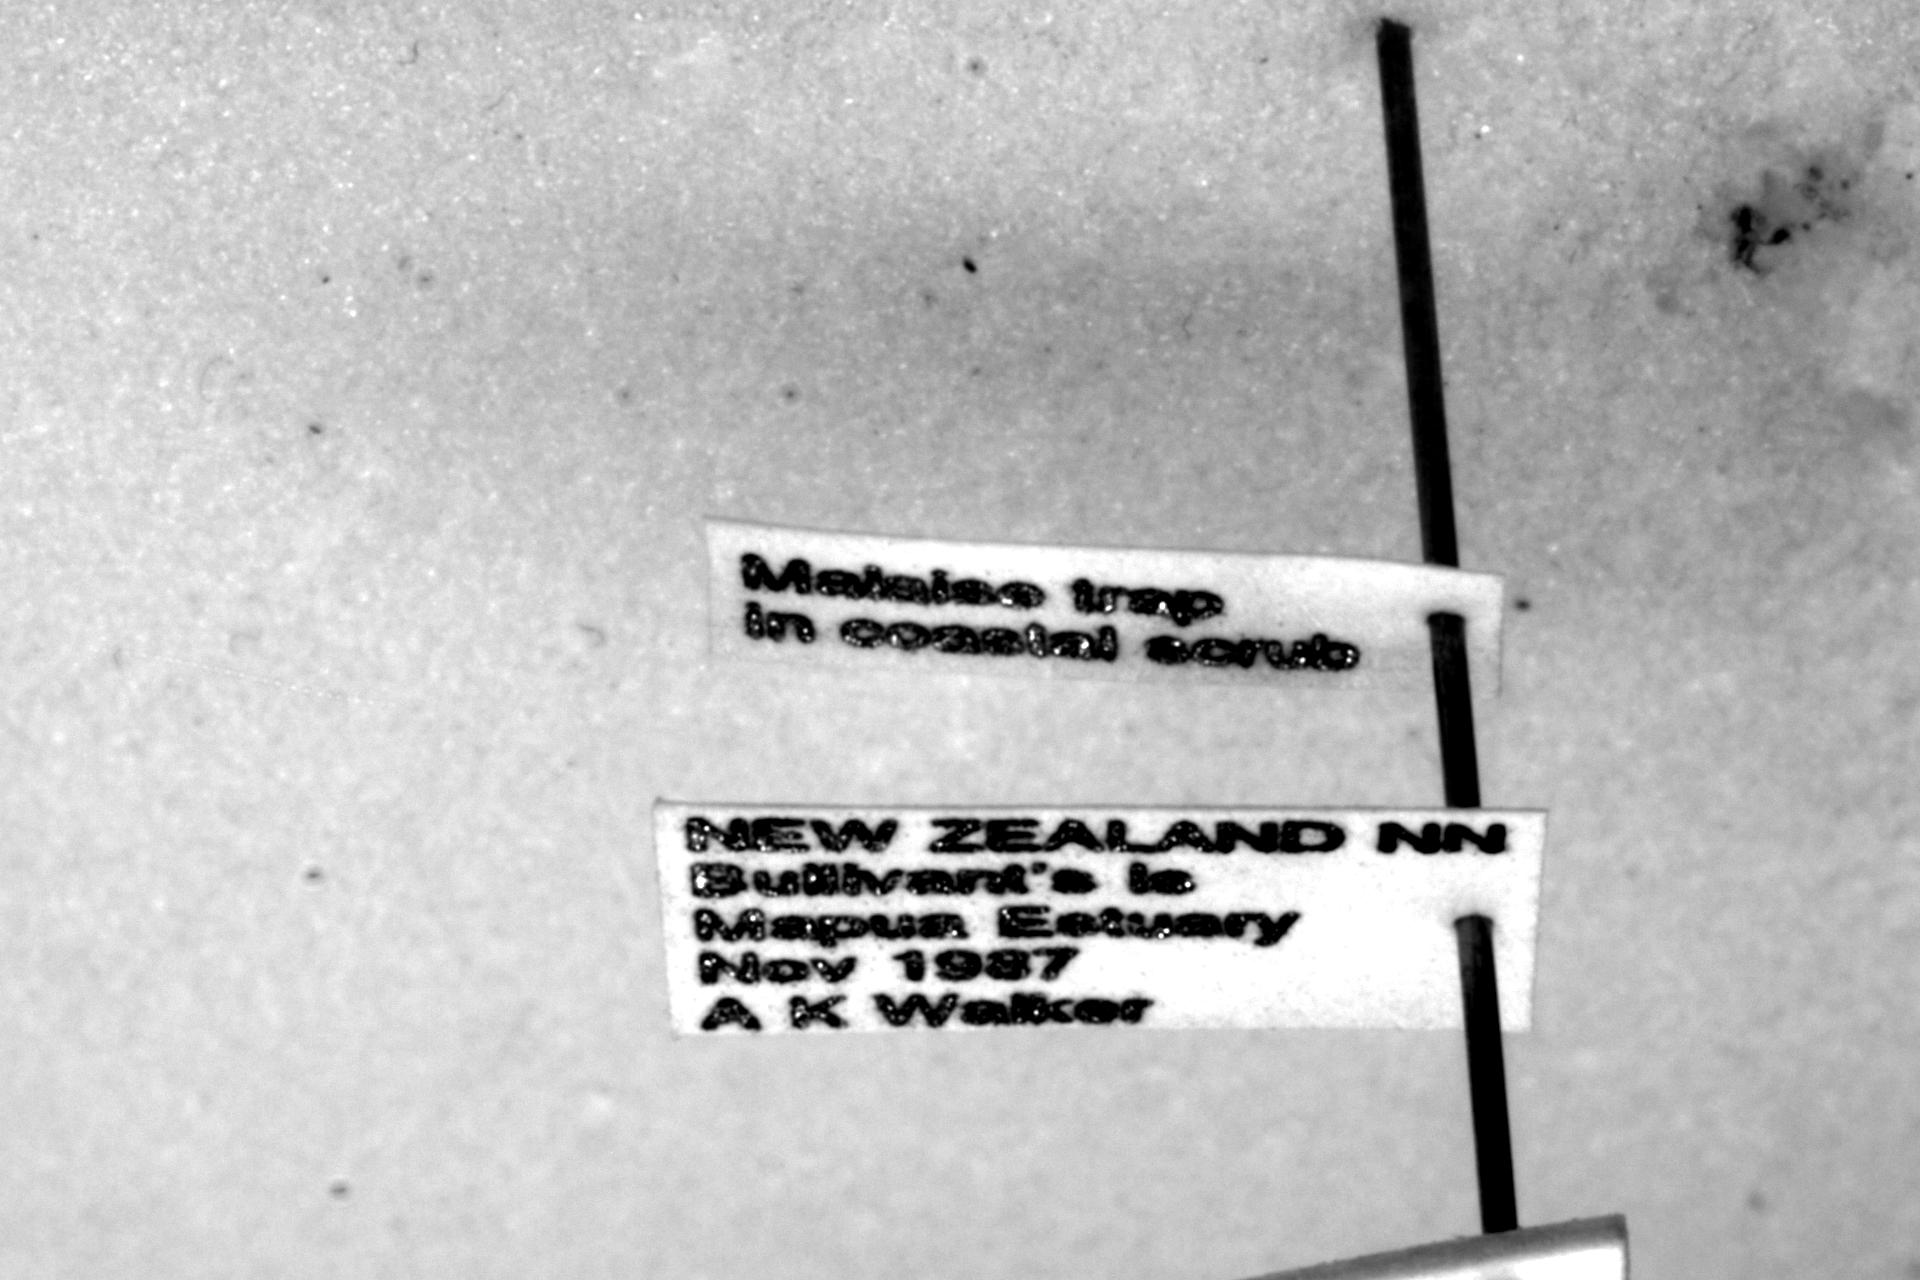 Malaise trap
in coastal scrub
NEW ZEALAND NN
Bullivant's Is
Mapua Estuary
Nov 1987
A K Walker